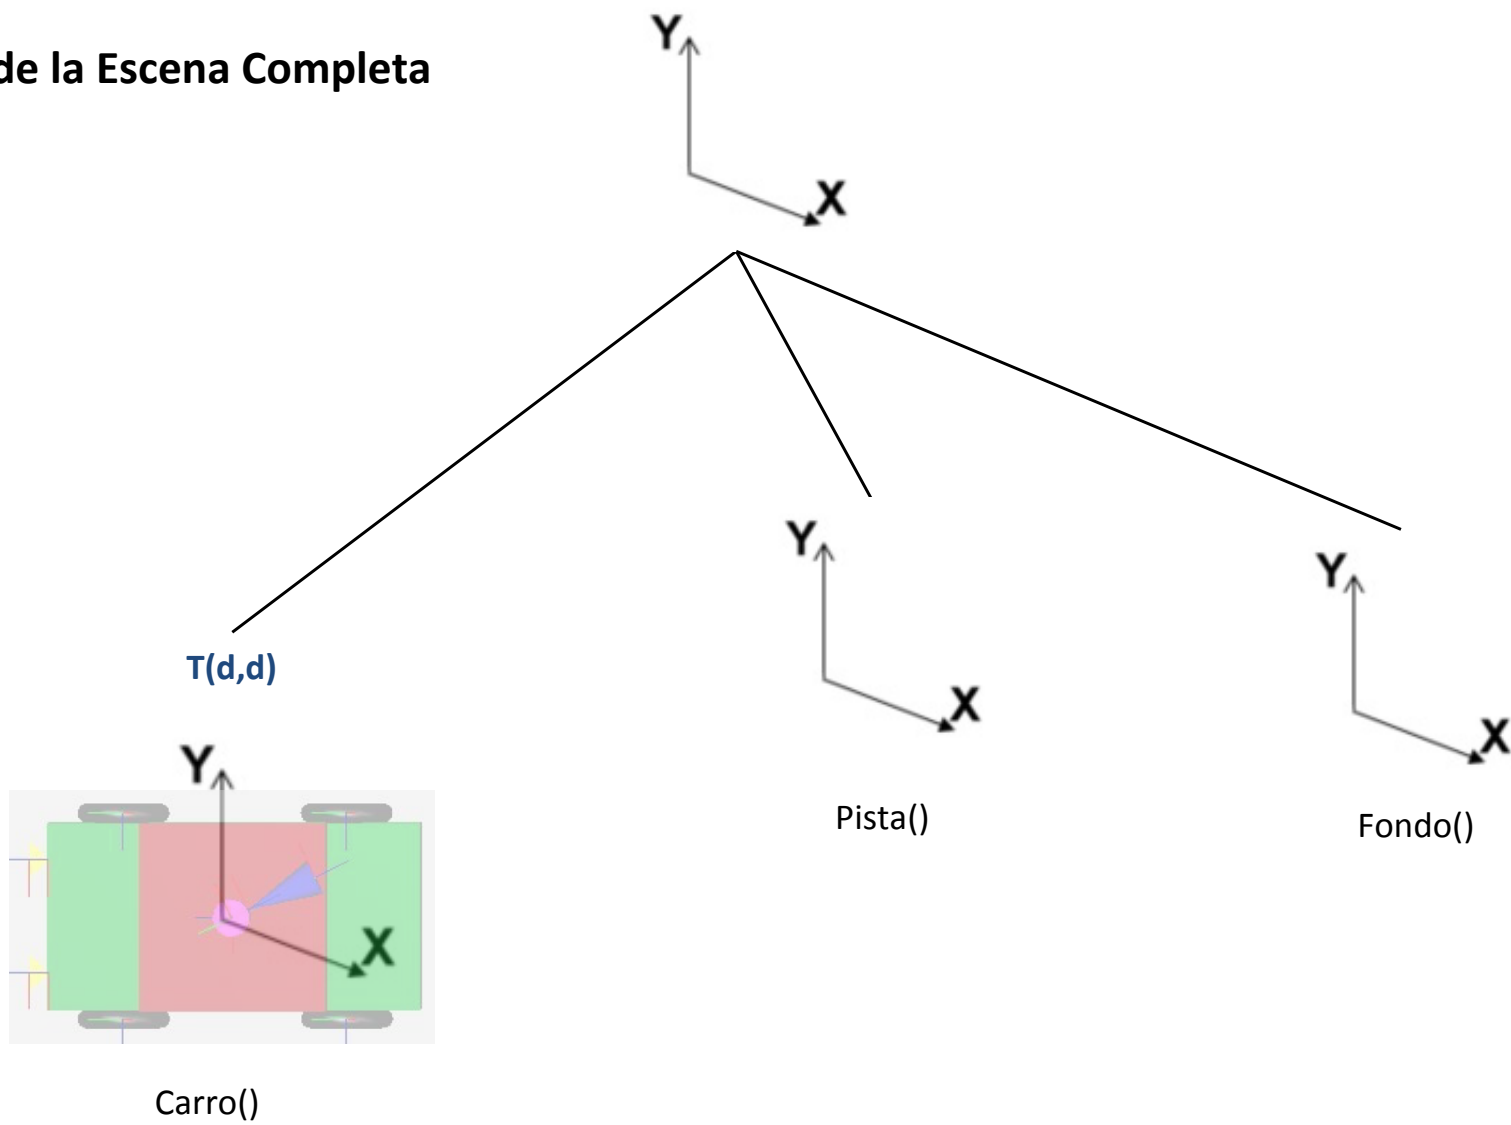 de la Escena Completa
Y
X
Y
X
Y
X
T(d,d)
Y
X
Pista()
Fondo()
Carro()